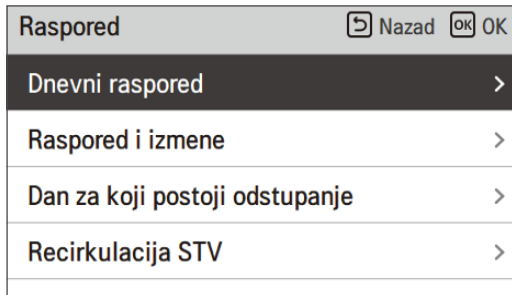 Raspored Nazad OK OK
Dnevni raspored
Raspored i izmene
Dan za koji postoji odstupanje
Recirkulacija STV